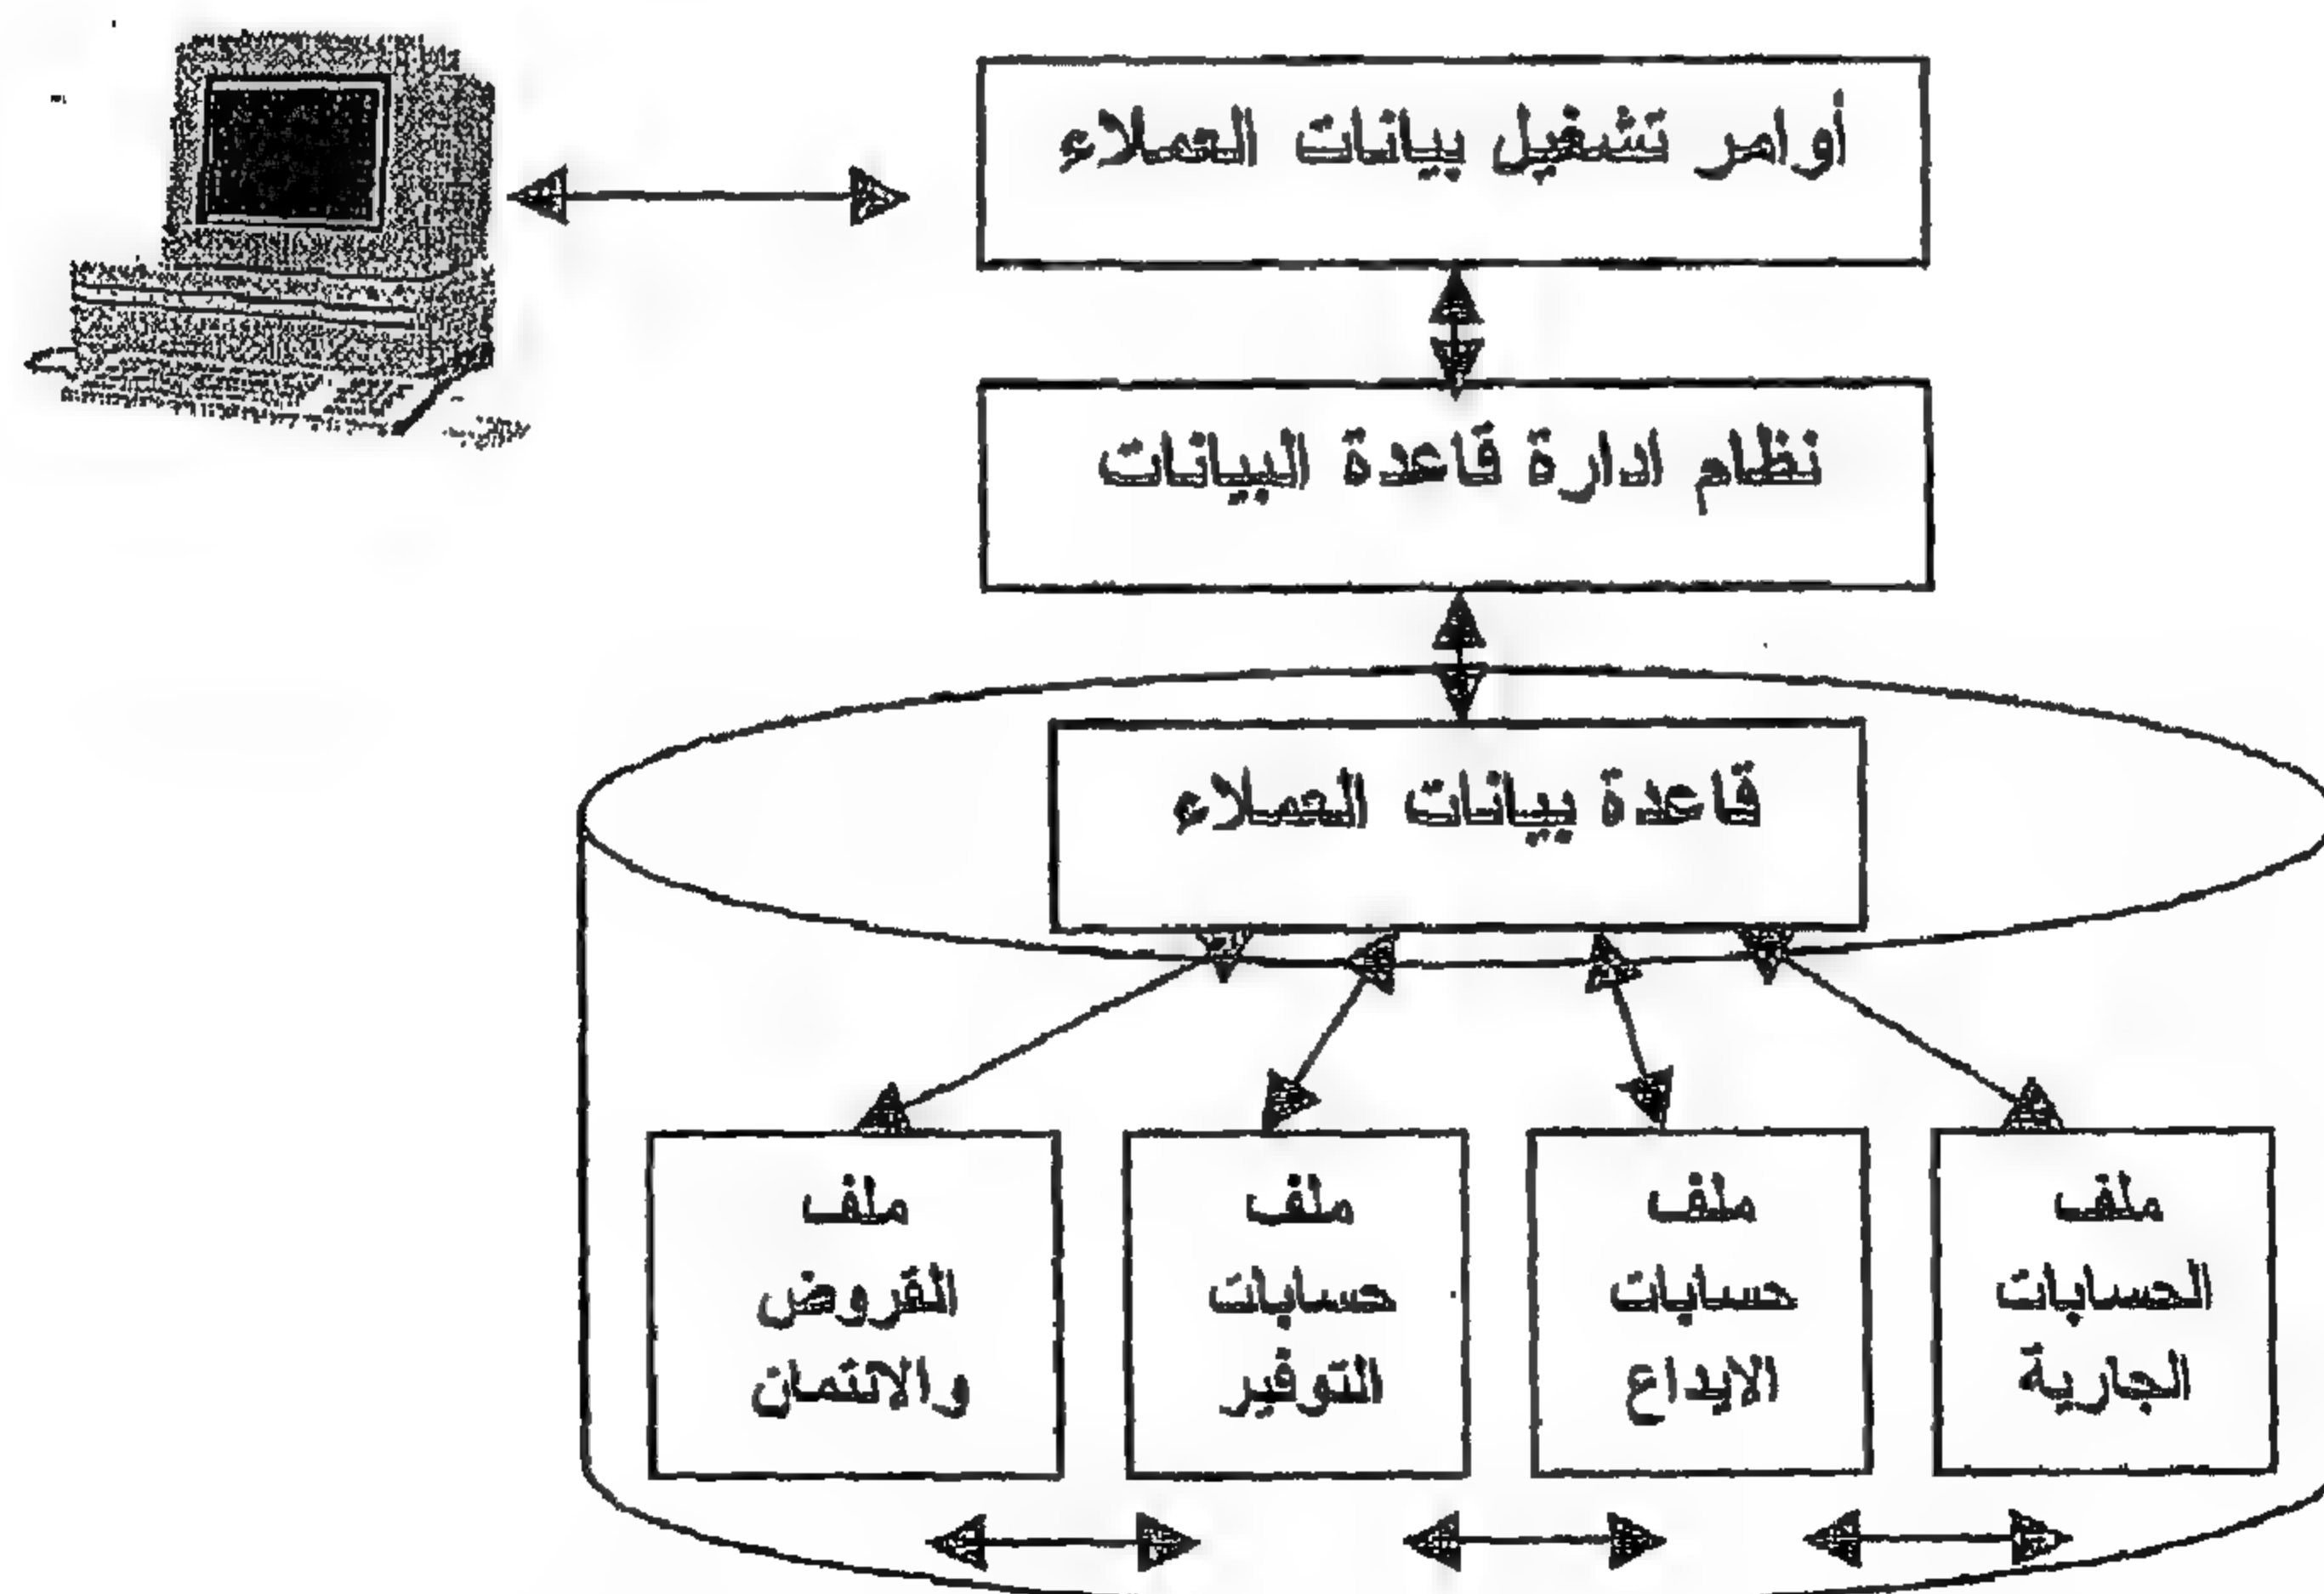 أوامر تشغيل بيانات العملاء
نظام ادارة قاعدة البيانات
قاعدة بيانات العملاء
ملف
الحسابات
الجارية
ملف
حسابات
الايداع
ملف
حسابات
التوفير
ملف
القروض
والائتمان